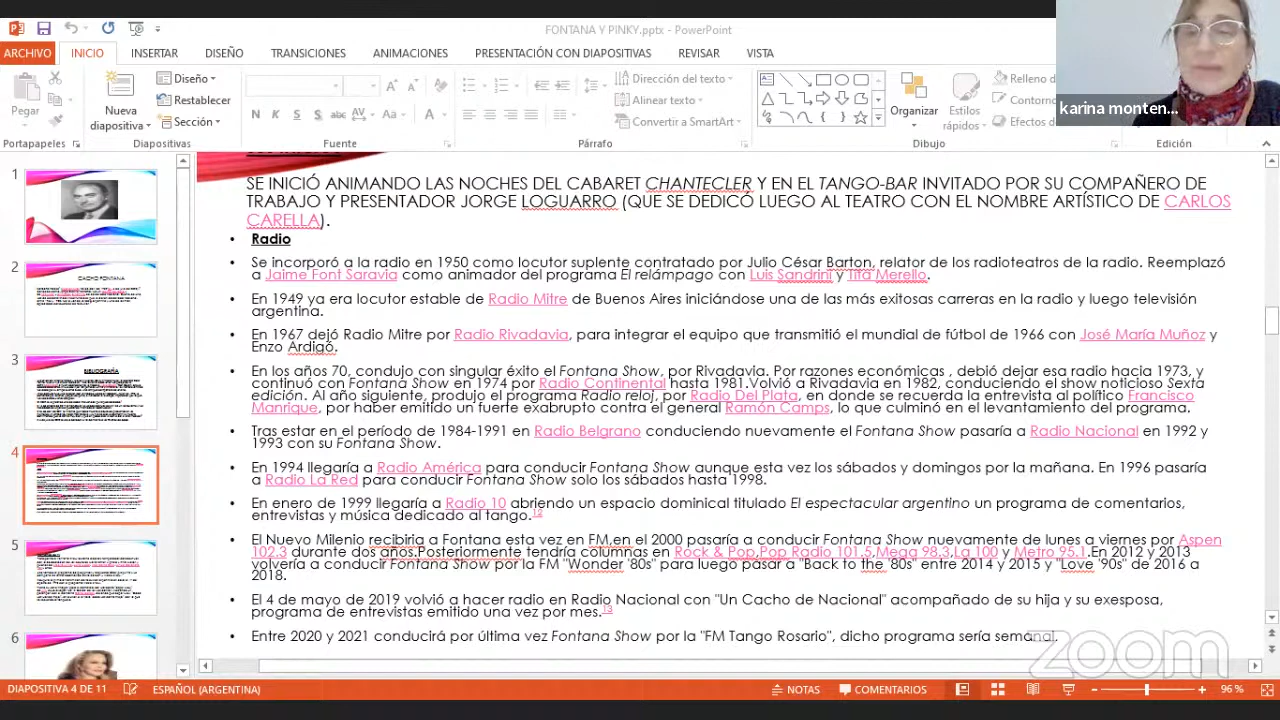 FONTANA Y PINKY.pptx - PowerPoint
ARCHIVO INICIO INSERTAR DISEÑO TRANSICIONES ANIMACIONES PRESENTACIÓN CON DIAPOSITIVAS REVISAR VISTA
karina monten...
Pegar
Nueva
diapositiva
Diseño
Restablecer
Sección
N K S S abc AV Aa A
Dirección del texto
Alinear texto
Convertir a SmartArt
Organizar
Estilos
rápidos
Relleno d
Contorno
Efectos d
Portapapeles Diapositivas Fuente Párrafo Dibujo Edición
1
2
CACHO FONTANA
3
BIBLIOGRAFÍA
4
5
6
SE INICIÓ ANIMANDO LAS NOCHES DEL CABARET CHANTECLER Y EN EL TANGO-BAR INVITADO POR SU COMPAÑERO DE
TRABAJO Y PRESENTADOR JORGE LOGUARRO (QUE SE DEDICÓ LUEGO AL TEATRO CON EL NOMBRE ARTÍSTICO DE CARLOS
CARELLA).
• Radio
• Se incorporó a la radio en 1950 como locutor suplente contratado por Julio César Barton, relator de los radioteatros de la radio. Reemplazó
a Jaime Font Saravia como animador del programa El relámpago con Luis Sandrini y Tita Merello.
• En 1949 ya era locutor estable de Radio Mitre de Buenos Aires iniciándose una de las más exitosas carreras en la radio y luego televisión
argentina.
• En 1967 dejó Radio Mitre por Radio Rivadavia, para integrar el equipo que transmitió el mundial de fútbol de 1966 con José María Muñoz y
Enzo Ardigó.
• En los años 70, condujo con singular éxito el Fontana Show, por Rivadavia. Por razones económicas , debió dejar esa radio hacia 1973, y
continuó con Fontana Show en 1974 por Radio Continental hasta 1981.Volvió a Rivadavia en 1982, conduciendo el show noticioso Sexta
edición. Al año siguiente, produjo el programa Radio reloj, por Radio Del Plata, en donde se recuerda la entrevista al político Francisco
Manrique, por haber emitido un fuerte exabrupto contra el general Ramón Camps, lo que culminó en el levantamiento del programa.
• Tras estar en el período de 1984-1991 en Radio Belgrano conduciendo nuevamente el Fontana Show pasaría a Radio Nacional en 1992 y
1993 con su Fontana Show.
• En 1994 llegaría a Radio América para conducir Fontana Show aunque esta vez los sábados y domingos por la mañana. En 1996 pasaría
a Radio para conducir Fontana Show solo los sábados hasta 1998.
• En enero de 1999 llegaría a Radio 10 abriendo un espacio dominical titulado El espectacular argentino un programa de comentarios,
entrevistas y música dedicado al tango.12
• El Nuevo Milenio recibiria a Fontana esta vez en FM,en el 2000 pasaría a conducir Fontana Show nuevamente de lunes a viernes por Aspen
102.3 durante dos años.Posteriormente tendría columnas en Rock & Pop,Pop Radio 101.5,Mega 98.3,La 100 y Metro 95.1.En 2012 y 2013
volvería a conducir Fontana Show por la FM "Wonder '80s" para luego pasar a "Back to the '80s" entre 2014 y 2015 y "Love '90s" de 2016 a
2018.
• El 4 de mayo de 2019 volvió a hacer radio en Radio Nacional con "Un Cacho de Nacional" acompañado de su hija y su exesposa,
programa de entrevistas emitido una vez por mes.13
• Entre 2020 y 2021 conducirá por última vez Fontana Show por la "FM Tango Rosario", dicho programa sería semanal.
zoom
DIAPOSITIVA 4 DE 11 ESPAÑOL (ARGENTINA) NOTAS COMENTARIOS 96 %